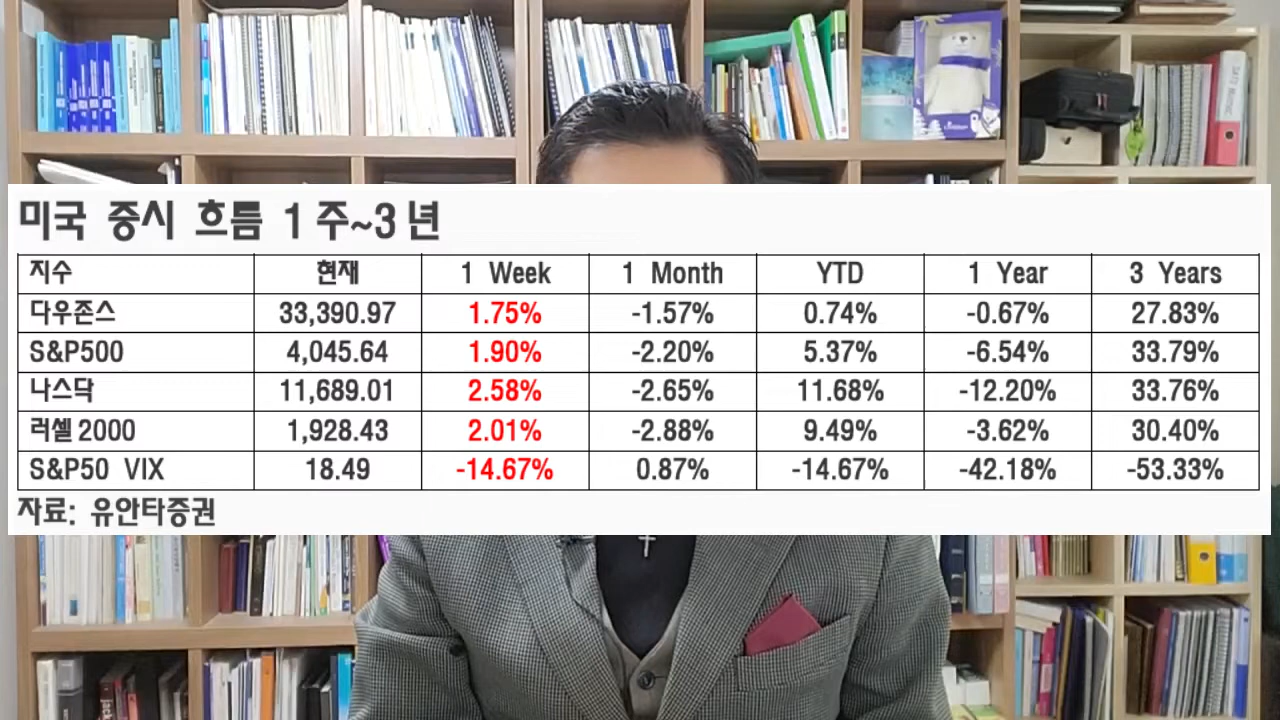 미국 증시 흐름 1주~3년
지수 현재 1 Week 1 Month YTD 1 Year 3 Years
다우존스 33,390.97 1.75% -1.57% 0.74% -0.67% 27.83%
S&P500 4,045.64 1.90% -2.20% 5.37% -6.54% 33.79%
나스닥 11,689.01 2.58% -2.65% 11.68% -12.20% 33.76%
러셀2000 1,928.43 2.01% -2.88% 9.49% -3.62% 30.40%
S&P50 VIX 18.49 -14.67% 0.87% -14.67% -42.18% -53.33%
자료: 유안타증권